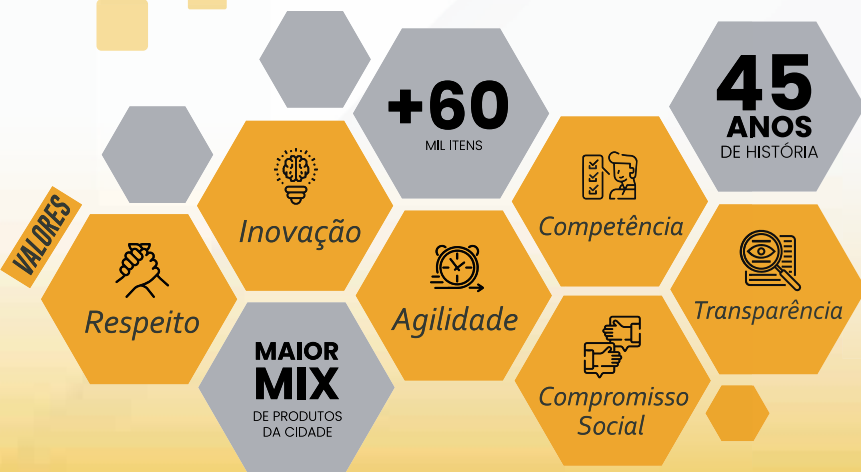 VALORES
Respeito
Inovação
MAIOR
MIX
DE PRODUTOS
DA CIDADE
+60
MIL ITENS
Agilidade
Competência
Compromisso
Social
45
ANOS
DE HISTÓRIA
Transparência